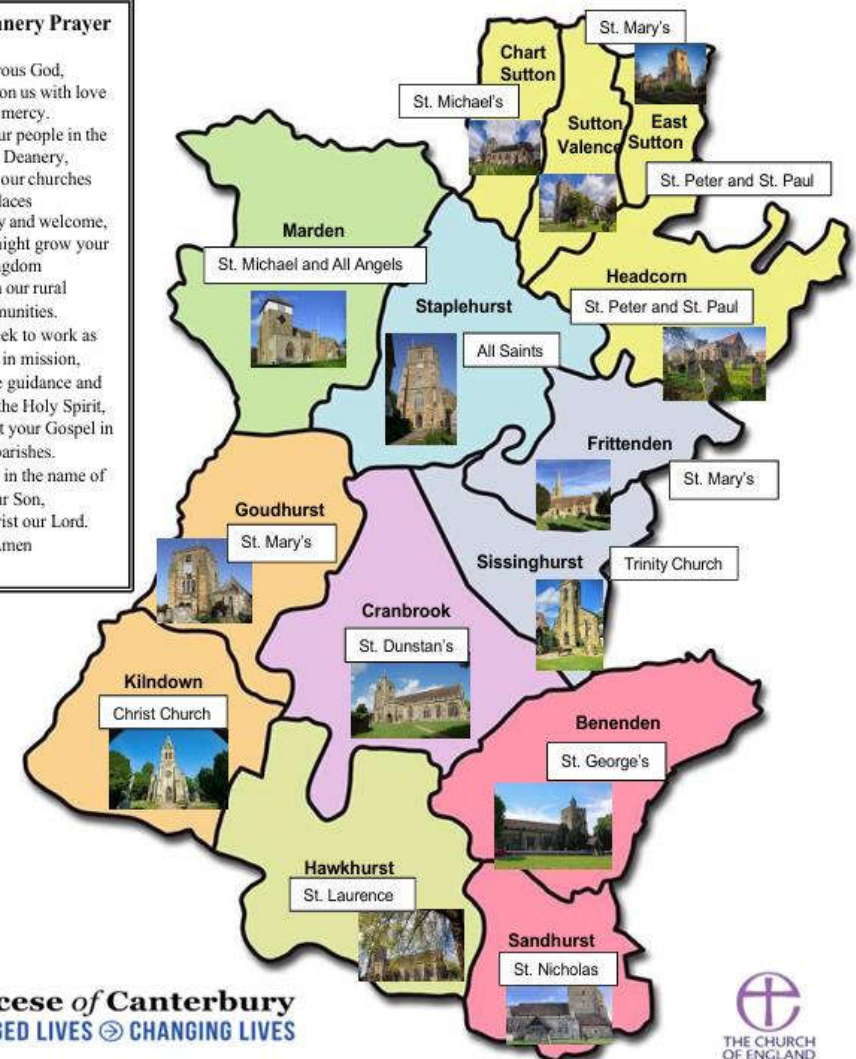 nery Prayer
rous God,
on us with love
mercy.
ur people in the
Deanery,
our churches
laces
y and welcome,
might grow your
ngdom
our rural
munities.
ek to work as
in mission,
e guidance and
the Holy Spirit,
t your Gospel in
parishes.
in the name of
ur Son,
rist our Lord.
Amen
St. Mary's
Chart
Sutton
St. Michael's
Sutton
Valence
East
Sutton
St. Peter and St. Paul
Marden
St. Michael and All Angels
Headcorn
St. Peter and St. Paul
Staplehurst
All Saints
Frittenden
St. Mary's
Goudhurst
St. Mary's
Sissinghurst
Trinity Church
Cranbrook
St. Dunstan's
Kilndown
Christ Church
Benenden
St. George's
Hawkhurst
St. Laurence
Sandhurst
St. Nicholas
cese of Canterbury
GED LIVES → CHANGING LIVES
THE CHURCH
OF ENGLAND